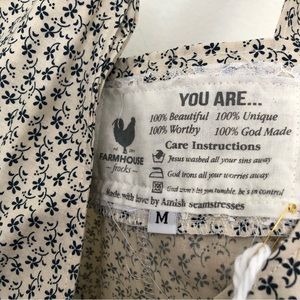 YOU ARE...
100% Beautiful 100% Unique
100% Worthy 100% God Made
Care Instructions
Jesus washed all your sins away
God irons all your worries away
God won't let you tumble, he's in control
FARMHOUSE
frocks
Made with love by Amish seamstresses
M